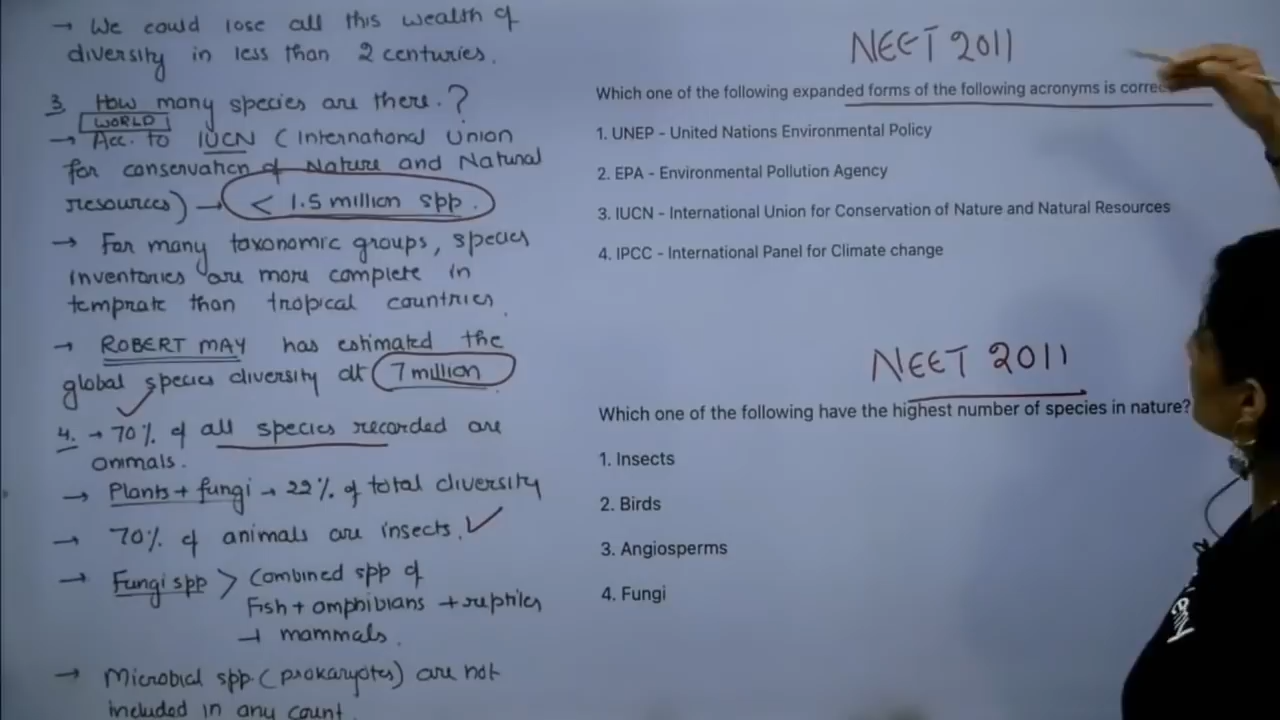 → We could lose all this wealth of
diversity in less than 2 centuries.
3. How many species are there.?
WORLD
→ Acc. to IUCN (International Union
for conservation of Nature and Natural
resources) → < 1.5 million spp.
→ For many taxonomic groups, species
inventories are more complete in
temprate than tropical countries.
→ ROBERT MAY has estimated the
global species diversity at 7 million.
4. → 70% of all species recorded are
animals.
→ Plants + fungi → 22% of total diversity
→ 70% of animals are insects.
→ Fungi spp > Combined spp of
Fish + amphibians + reptiles
+ mammals.
→ Microbial spp. (prokaryotes) are not
included in any count.
NEET 2011
Which one of the following expanded forms of the following acronyms is correc
1. UNEP - United Nations Environmental Policy
2. EPA - Environmental Pollution Agency
3. IUCN - International Union for Conservation of Nature and Natural Resources
4. IPCC - International Panel for Climate change
NEET 2011
Which one of the following have the highest number of species in nature?
1. Insects
2. Birds
3. Angiosperms
4. Fungi